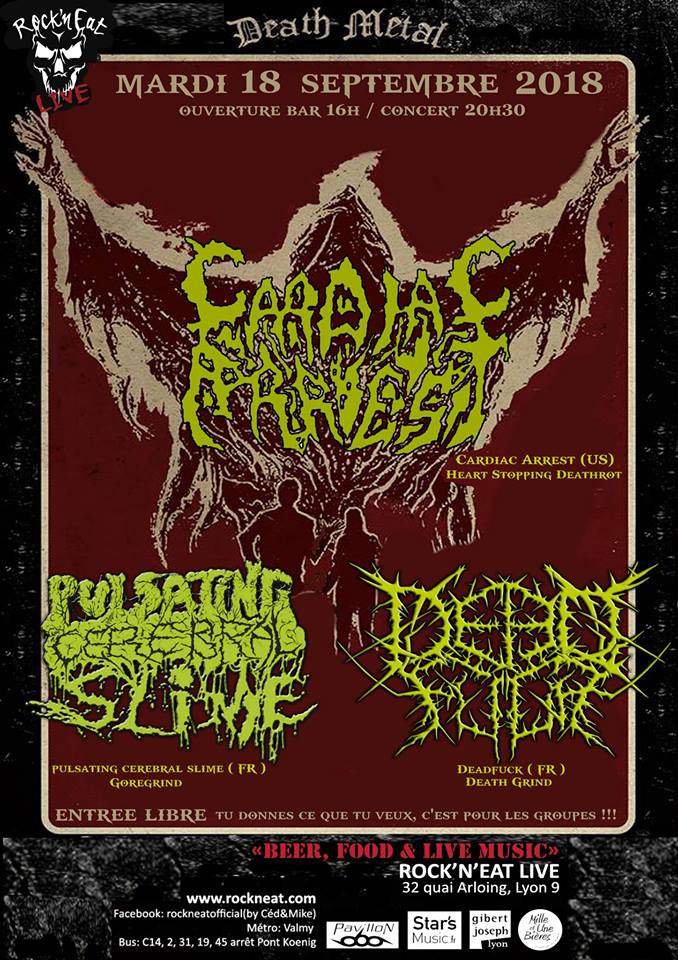 Rock'n Eat
LIVE
Death Metal
MARDI 18 SEPTEMBRE 2018
OUVERTURE BAR 16H / CONCERT 20H30
CARDIAC
ARREST
CARDIAC ARREST (US)
HEART STOPPING DEATHROT
PULSATING
CEREBRAL
SLIME
DEAD
FUCK
PULSATING CEREBRAL SLIME ( FR )
GOREGRIND
DEADFUCK ( FR )
DEATH GRIND
ENTREE LIBRE TU DONNES CE QUE TU VEUX, C'EST POUR LES GROUPES !!!
«BEER, FOOD & LIVE MUSIC»
ROCK'N'EAT LIVE
32 quai Arloing, Lyon 9
www.rockneat.com
Facebook: rockneatofficial(by Céd&Mike)
Métro: Valmy
Bus: C14, 2, 31, 19, 45 arrêt Pont Koenig
PavillON
Star's
Music.fr
gibert
joseph
lyon
Mille
et Une
Bières